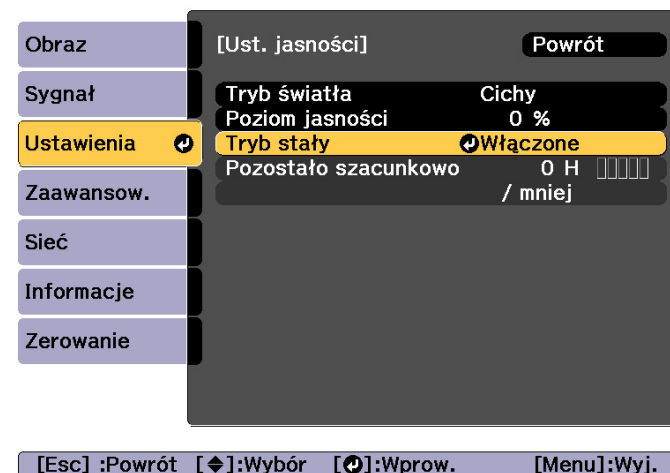 Obraz
Sygnał
Ustawienia
Zaawansow.
Sieć
Informacje
Zerowanie
[Ust. jasności] Powrót
Tryb światła Cichy
Poziom jasności 0 %
Tryb stały Włączone
Pozostało szacunkowo 0 H
/ mniej
[Esc] :Powrót [◆]:Wybór [↵]:Wprow. [Menu]:Wyj.